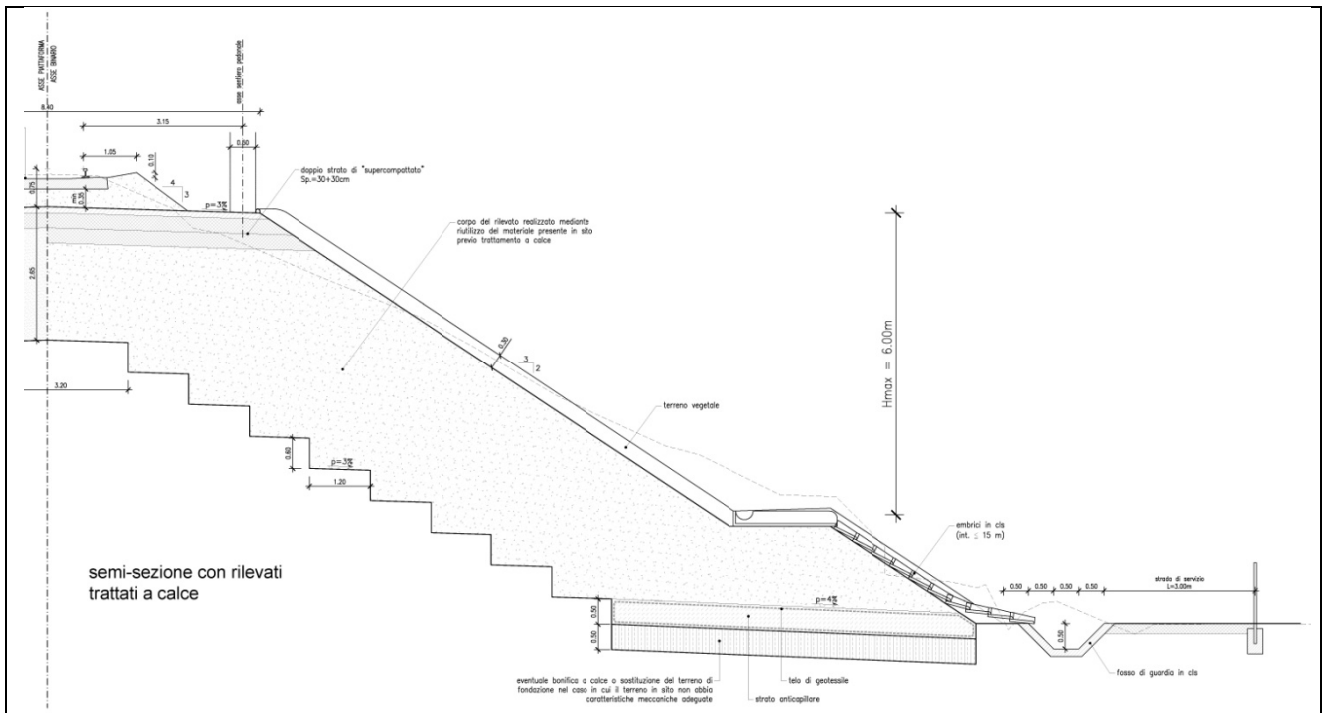 ASSE PIATTAFORMA
ASSE BINARIO
asse sentiero pedonale
8.40
3.15
0.60
1.05
0.10
doppio strato di "supercompattato"
Sp.=30+30cm
4
3
0.75
min
0.35
p=3%
corpo del rilevato realizzato mediante
riutilizzo del materiale presente in sito
previo trattamento a calce
2.65
Hmax = 6.00m
0.30
3
2
3.20
terreno vegetale
0.60
p=3%
1.20
embrici in cls
(int. ≤ 15 m)
semi-sezione con rilevati
trattati a calce
0.50 0.50 0.50 0.50
strada di servizio
L=3.00m
p=4%
0.50
0.50
0.50
eventuale bonifica a calce o sostituzione del terreno di
fondazione nel caso in cui il terreno in sito non abbia
caratteristiche meccaniche adeguate
telo di geotessile
strato anticapillare
fosso di guardia in cls